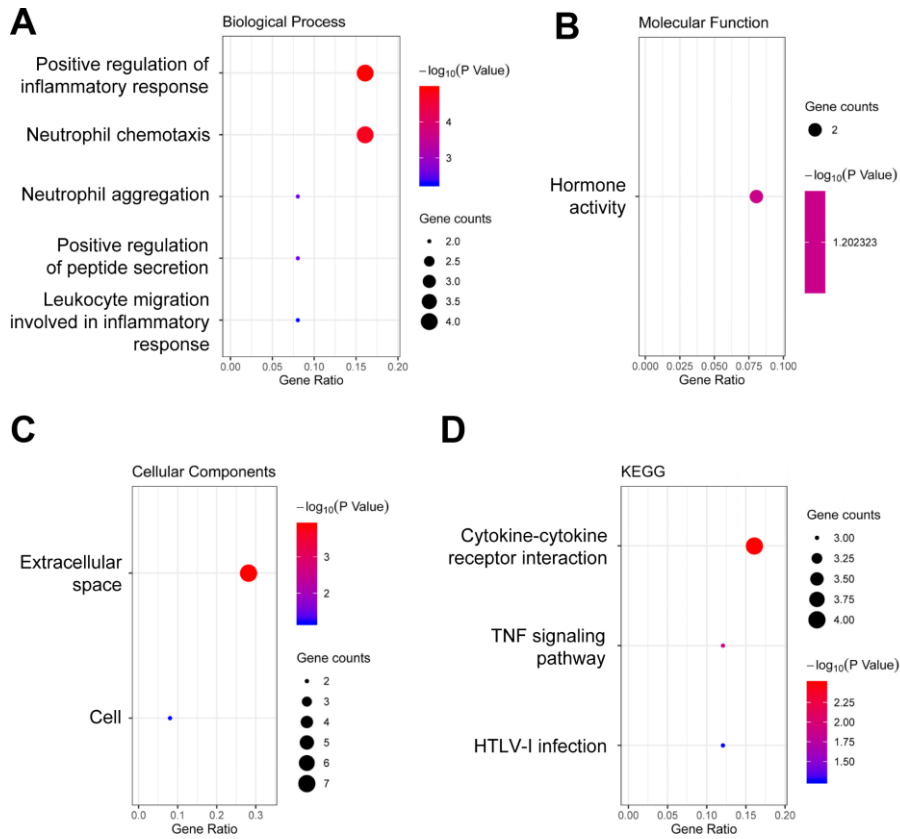 A
Biological Process
Positive regulation of
inflammatory response
Neutrophil chemotaxis
Neutrophil aggregation
Positive regulation
of peptide secretion
Leukocyte migration
involved in inflammatory
response
0.00 0.05 0.10 0.15 0.20
Gene Ratio
−log10(P Value)
4
3
Gene counts
2.0
2.5
3.0
3.5
4.0
B
Molecular Function
Hormone
activity
0.000 0.025 0.050 0.075 0.100
Gene Ratio
Gene counts
2
−log10(P Value)
1.202323
C
Cellular Components
Extracellular
space
Cell
0.0 0.1 0.2 0.3
Gene Ratio
−log10(P Value)
3
2
Gene counts
2
3
4
5
6
7
D
KEGG
Cytokine-cytokine
receptor interaction
TNF signaling
pathway
HTLV-I infection
0.00 0.05 0.10 0.15 0.20
Gene Ratio
Gene counts
3.00
3.25
3.50
3.75
4.00
−log10(P Value)
2.25
2.00
1.75
1.50